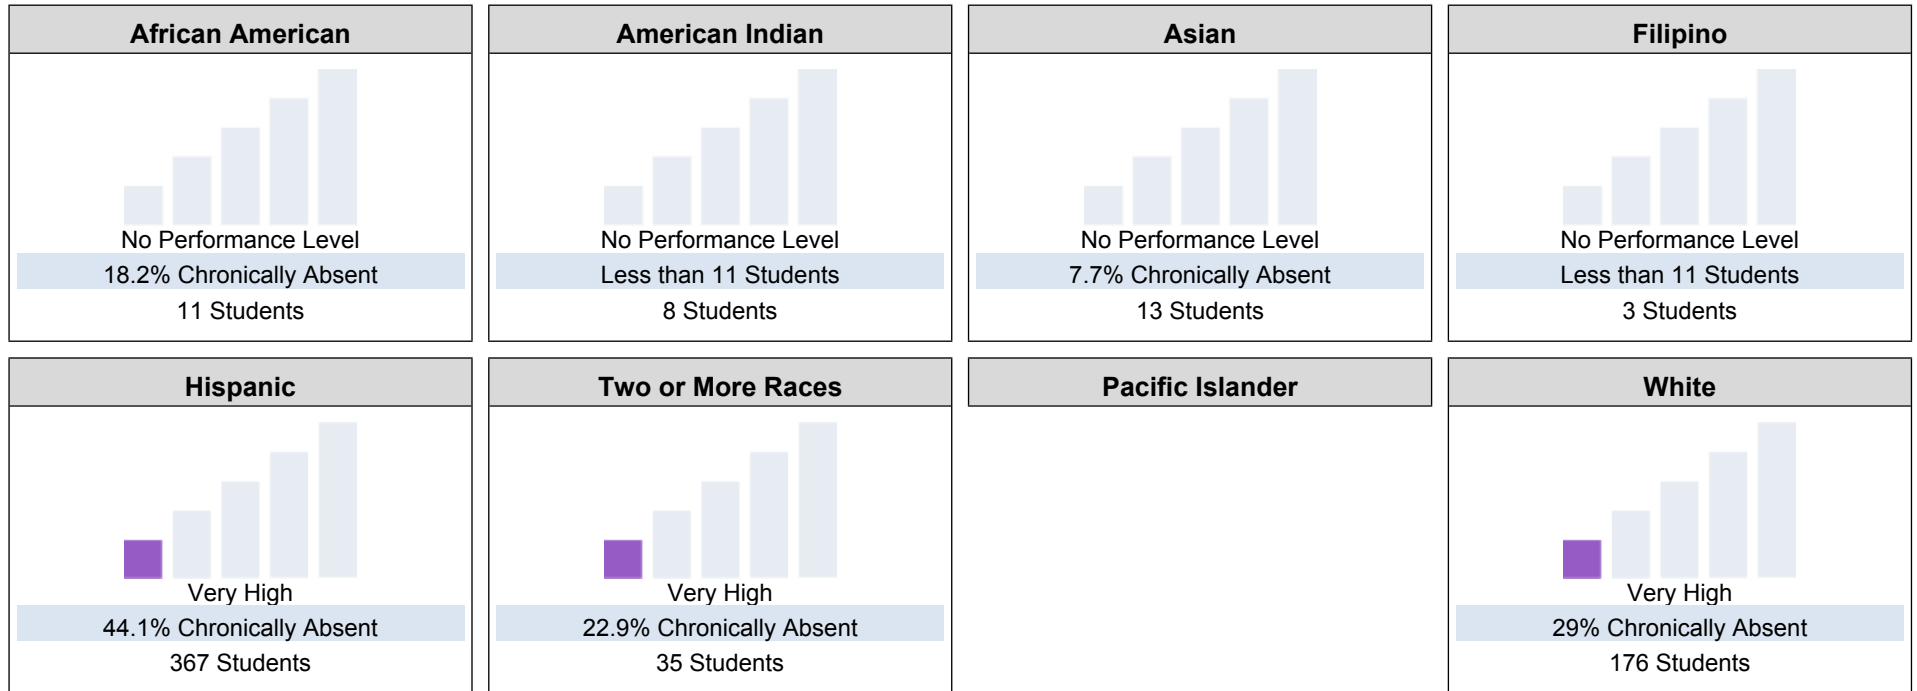 African American
No Performance Level
18.2% Chronically Absent
11 Students
American Indian
No Performance Level
Less than 11 Students
8 Students
Asian
No Performance Level
7.7% Chronically Absent
13 Students
Filipino
No Performance Level
Less than 11 Students
3 Students
Hispanic
Very High
44.1% Chronically Absent
367 Students
Two or More Races
Very High
22.9% Chronically Absent
35 Students
Pacific Islander
White
Very High
29% Chronically Absent
176 Students